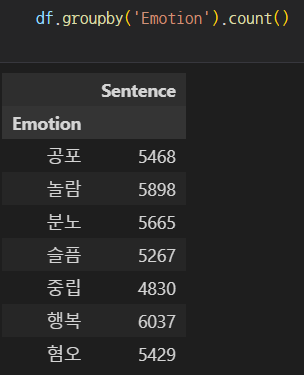 df.groupby('Emotion').count()
Sentence
Emotion
공포 5468
놀람 5898
분노 5665
슬픔 5267
중립 4830
행복 6037
혐오 5429